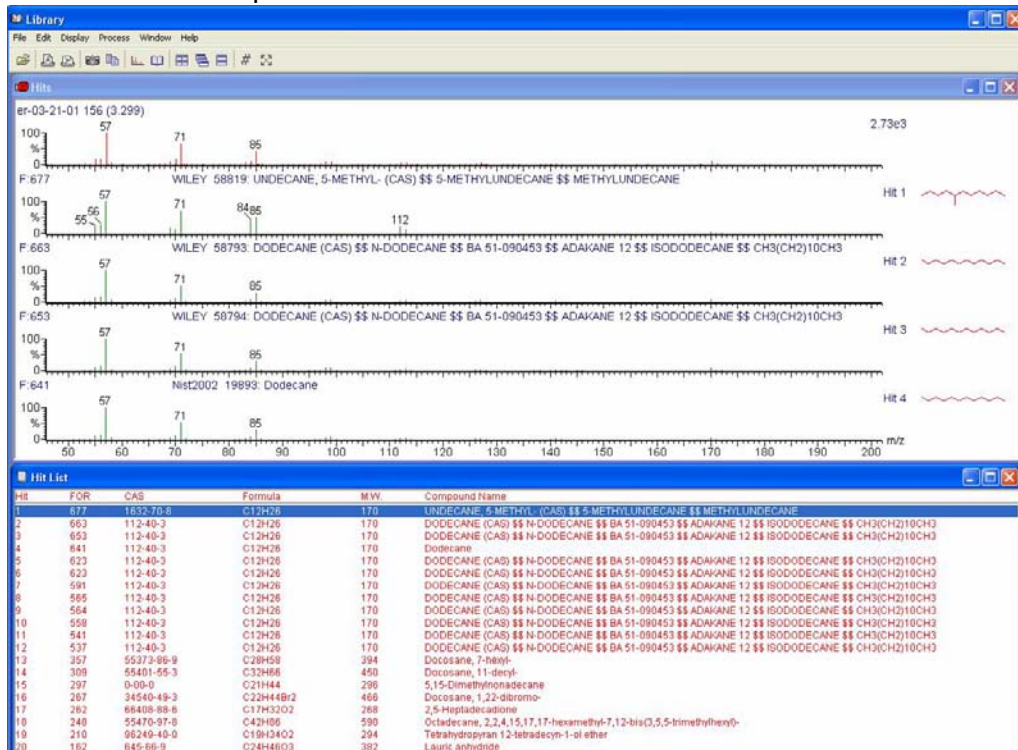 Library
File Edit Display Process Window Help
Hits
er-03-21-01 156 (3.299)
2.73e3
100
%
0
57
71
85
F:677 WILEY 58819: UNDECANE, 5-METHYL- (CAS) $$ 5-METHYLUNDECANE $$ METHYLUNDECANE
Hit 1
100
%
0
55
56
57
71
84
85
112
F:663 WILEY 58793: DODECANE (CAS) $$ N-DODECANE $$ BA 51-090453 $$ ADAKANE 12 $$ ISODODECANE $$ CH3(CH2)10CH3
Hit 2
100
%
0
57
71
85
F:653 WILEY 58794: DODECANE (CAS) $$ N-DODECANE $$ BA 51-090453 $$ ADAKANE 12 $$ ISODODECANE $$ CH3(CH2)10CH3
Hit 3
100
%
0
57
71
85
F:641 Nist2002 19893: Dodecane
Hit 4
100
%
0
57
71
85
m/z
50 60 70 80 90 100 110 120 130 140 150 160 170 180 190 200
Hit List
Hit FOR CAS Formula M.W. Compound Name
1 677 1632-70-8 C12H26 170 UNDECANE, 5-METHYL- (CAS) $$ 5-METHYLUNDECANE $$ METHYLUNDECANE
2 663 112-40-3 C12H26 170 DODECANE (CAS) $$ N-DODECANE $$ BA 51-090453 $$ ADAKANE 12 $$ ISODODECANE $$ CH3(CH2)10CH3
3 653 112-40-3 C12H26 170 DODECANE (CAS) $$ N-DODECANE $$ BA 51-090453 $$ ADAKANE 12 $$ ISODODECANE $$ CH3(CH2)10CH3
4 641 112-40-3 C12H26 170 Dodecane
5 623 112-40-3 C12H26 170 DODECANE (CAS) $$ N-DODECANE $$ BA 51-090453 $$ ADAKANE 12 $$ ISODODECANE $$ CH3(CH2)10CH3
6 623 112-40-3 C12H26 170 DODECANE (CAS) $$ N-DODECANE $$ BA 51-090453 $$ ADAKANE 12 $$ ISODODECANE $$ CH3(CH2)10CH3
7 591 112-40-3 C12H26 170 DODECANE (CAS) $$ N-DODECANE $$ BA 51-090453 $$ ADAKANE 12 $$ ISODODECANE $$ CH3(CH2)10CH3
8 565 112-40-3 C12H26 170 DODECANE (CAS) $$ N-DODECANE $$ BA 51-090453 $$ ADAKANE 12 $$ ISODODECANE $$ CH3(CH2)10CH3
9 564 112-40-3 C12H26 170 DODECANE (CAS) $$ N-DODECANE $$ BA 51-090453 $$ ADAKANE 12 $$ ISODODECANE $$ CH3(CH2)10CH3
10 558 112-40-3 C12H26 170 DODECANE (CAS) $$ N-DODECANE $$ BA 51-090453 $$ ADAKANE 12 $$ ISODODECANE $$ CH3(CH2)10CH3
11 541 112-40-3 C12H26 170 DODECANE (CAS) $$ N-DODECANE $$ BA 51-090453 $$ ADAKANE 12 $$ ISODODECANE $$ CH3(CH2)10CH3
12 537 112-40-3 C12H26 170 DODECANE (CAS) $$ N-DODECANE $$ BA 51-090453 $$ ADAKANE 12 $$ ISODODECANE $$ CH3(CH2)10CH3
13 357 55373-86-9 C28H58 394 Docosane, 7-hexyl-
14 309 55401-55-3 C32H66 450 Docosane, 11-decyl-
15 297 0-00-0 C21H44 296 5,15-Dimethylnonadecane
16 267 34540-49-3 C22H44Br2 466 Docosane, 1,22-dibromo-
17 262 66408-88-6 C17H32O2 268 2,5-Heptadecadione
18 240 55470-97-8 C42H86 590 Octadecane, 2,2,4,15,17,17-hexamethyl-7,12-bis(3,5,5-trimethylhexyl)-
19 210 96249-40-0 C19H34O2 294 Tetrahydropyran 12-tetradecyn-1-ol ether
20 162 645-66-9 C24H46O3 382 Lauric anhydride